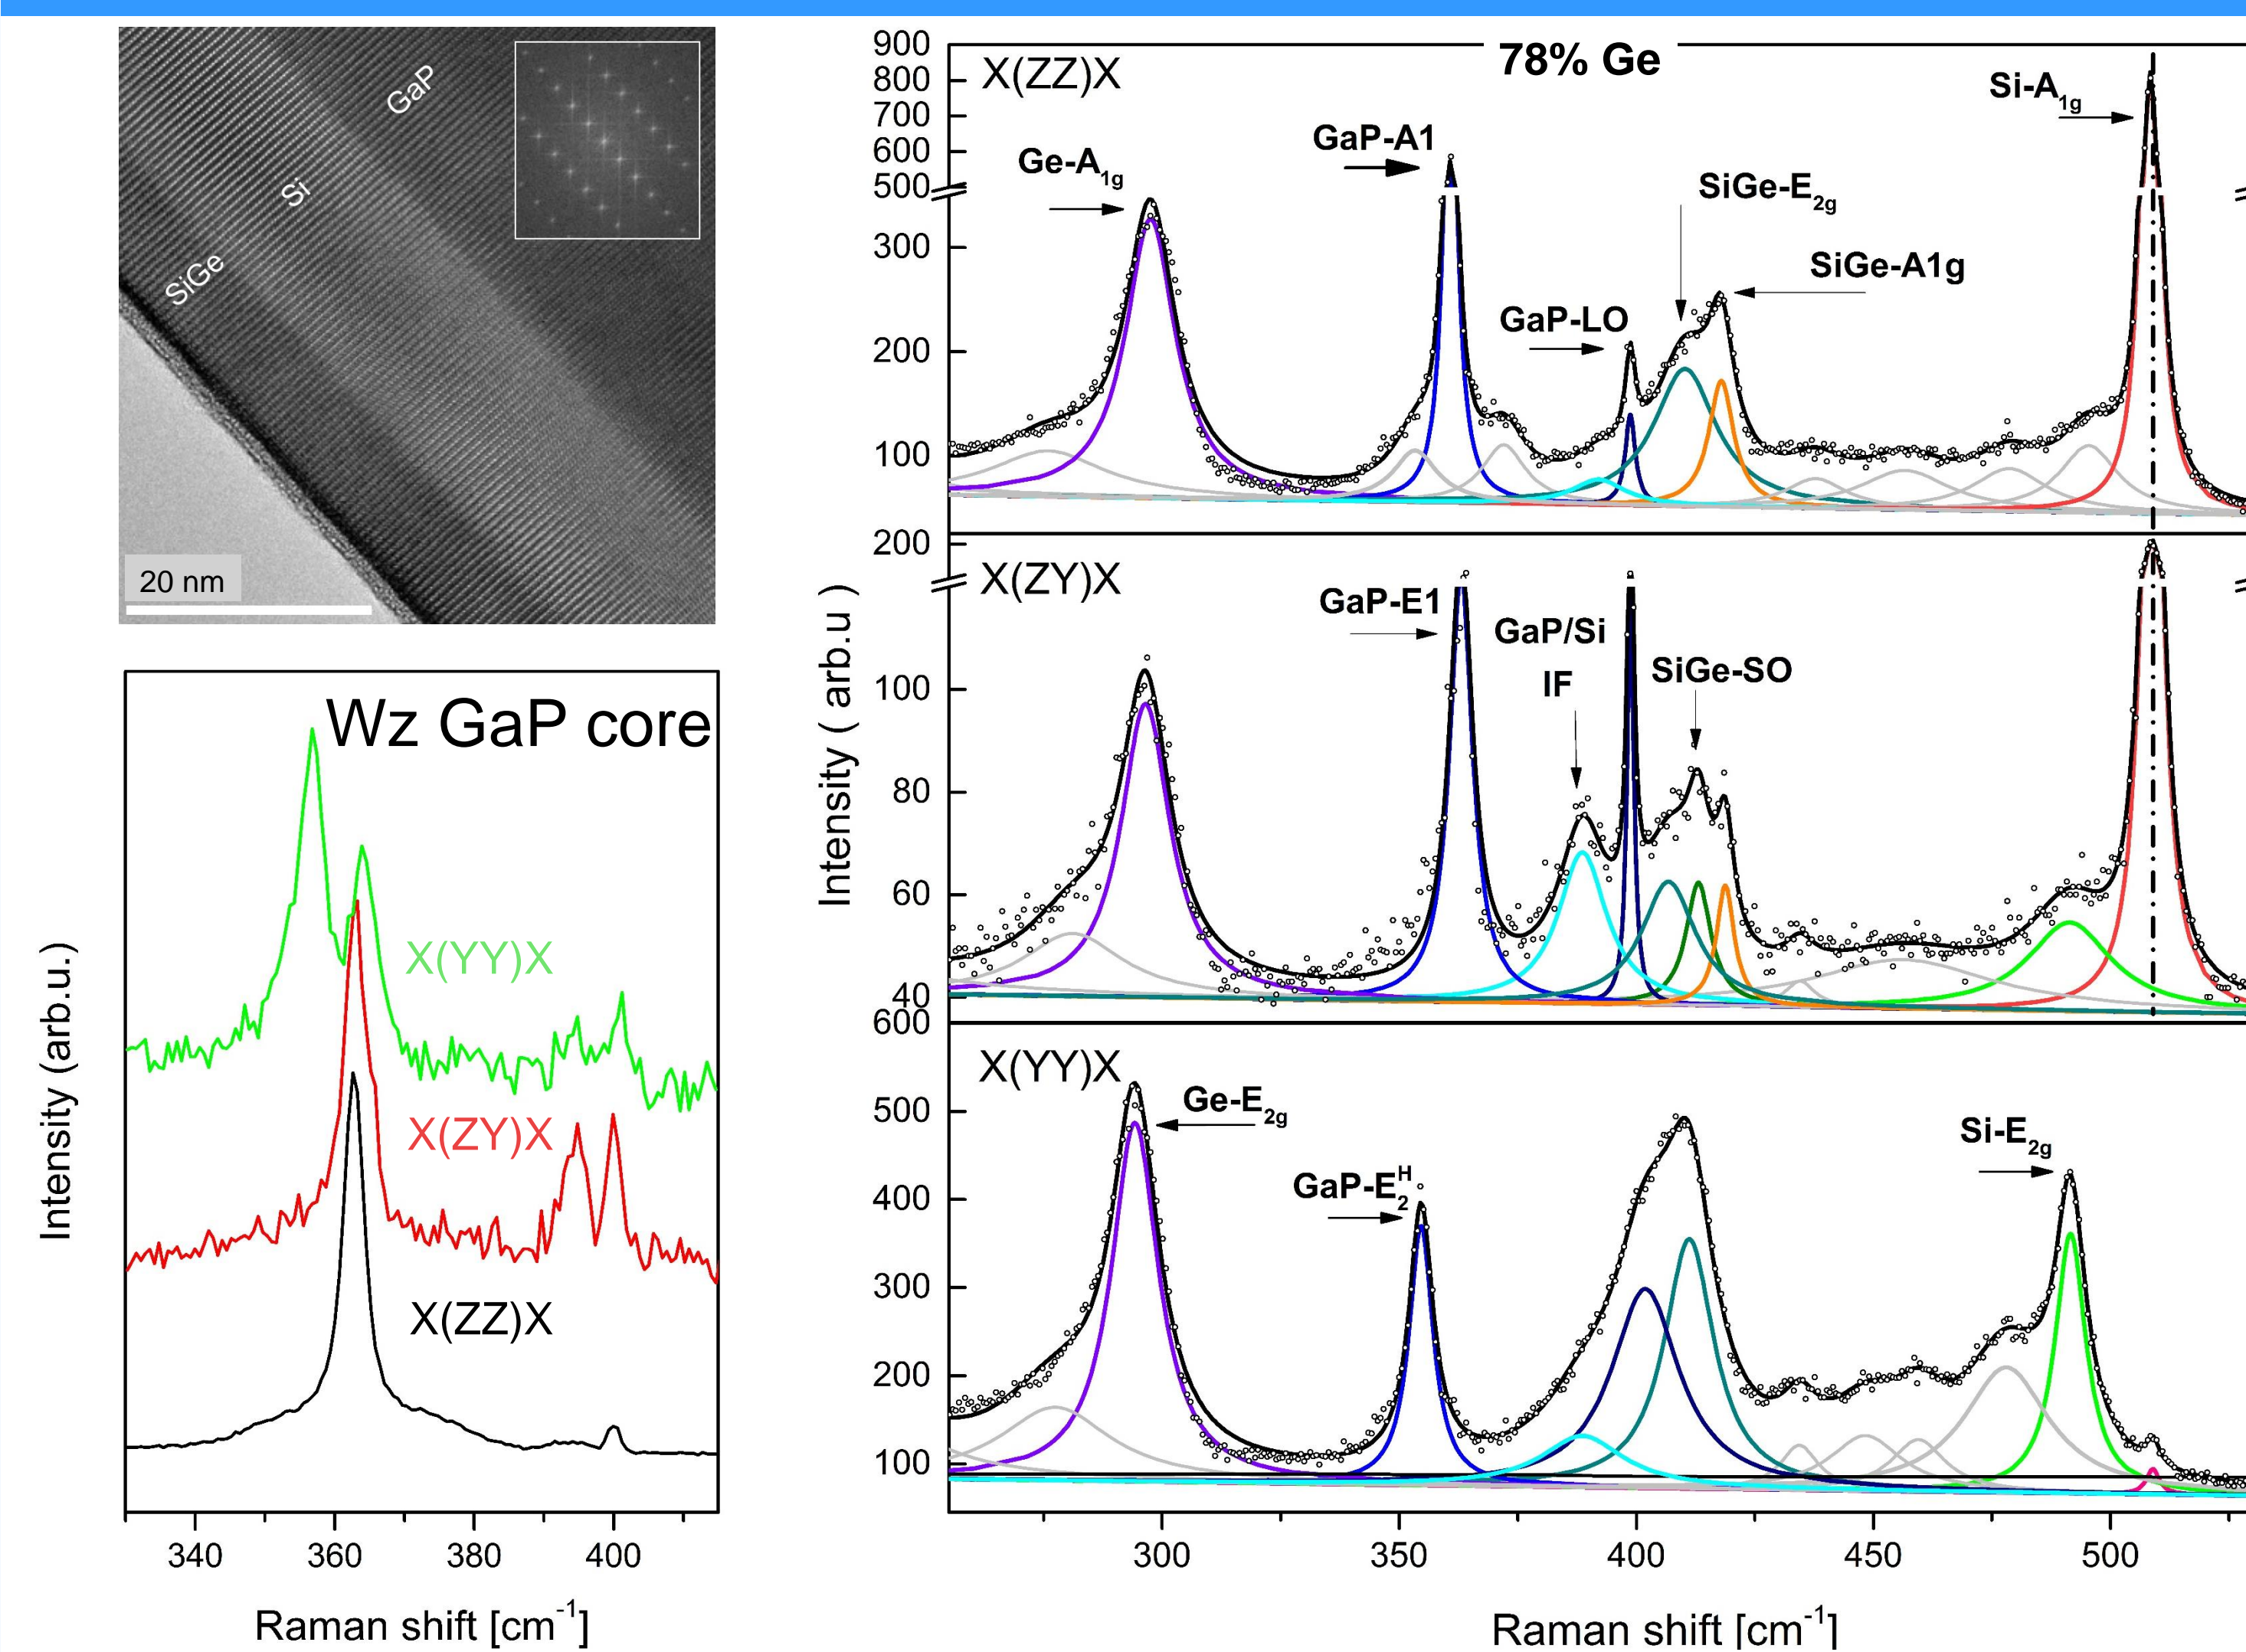 GaP
Si
SiGe
20 nm
Wz GaP core
X(YY)X
X(ZY)X
X(ZZ)X
Intensity (arb.u.)
340 360 380 400
Raman shift [cm⁻¹]
78% Ge
X(ZZ)X
Ge-A₁g
GaP-A1
GaP-LO
SiGe-E₂g
SiGe-A1g
Si-A₁g
900
800
700
600
500
300
200
100
X(ZY)X
GaP-E1
GaP/Si
IF
SiGe-SO
200
100
80
60
40
X(YY)X
Ge-E₂g
GaP-E₂ᴴ
Si-E₂g
600
500
400
300
200
100
Intensity ( arb.u )
300 350 400 450 500
Raman shift [cm⁻¹]